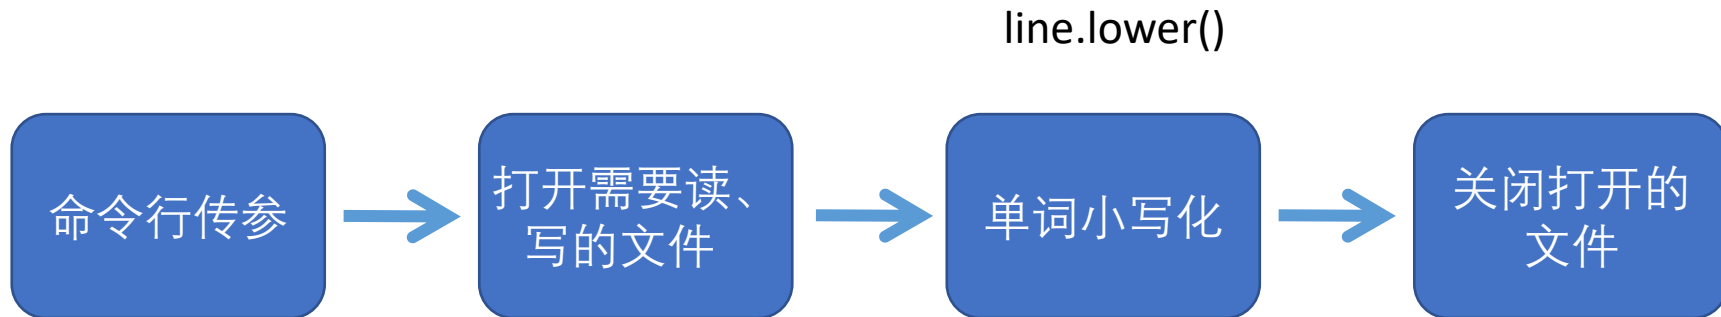 line.lower()
命令行传参
打开需要读、
写的文件
单词小写化
关闭打开的
文件